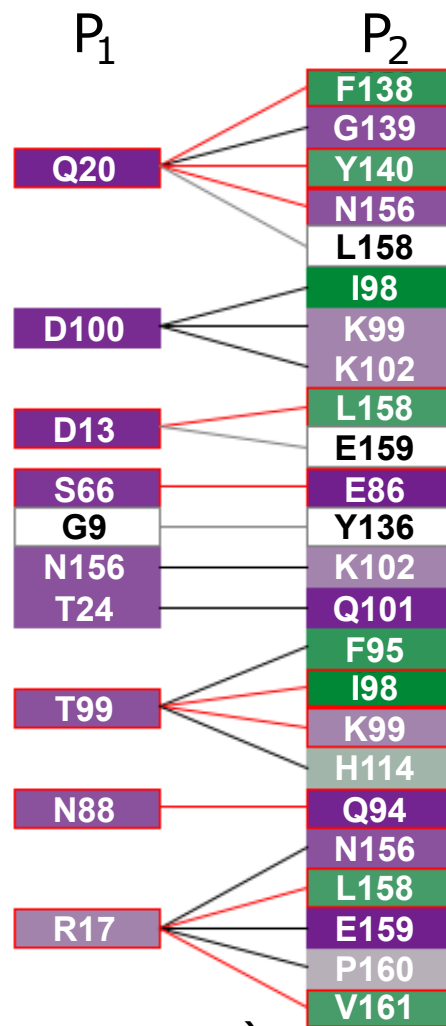 P1 P2
F138
G139
Q20 Y140
N156
L158
I98
D100 K99
K102
L158
D13
E159
S66 E86
G9 Y136
N156 K102
T24 Q101
F95
I98
T99
K99
H114
N88 Q94
N156
L158
R17 E159
P160
V161